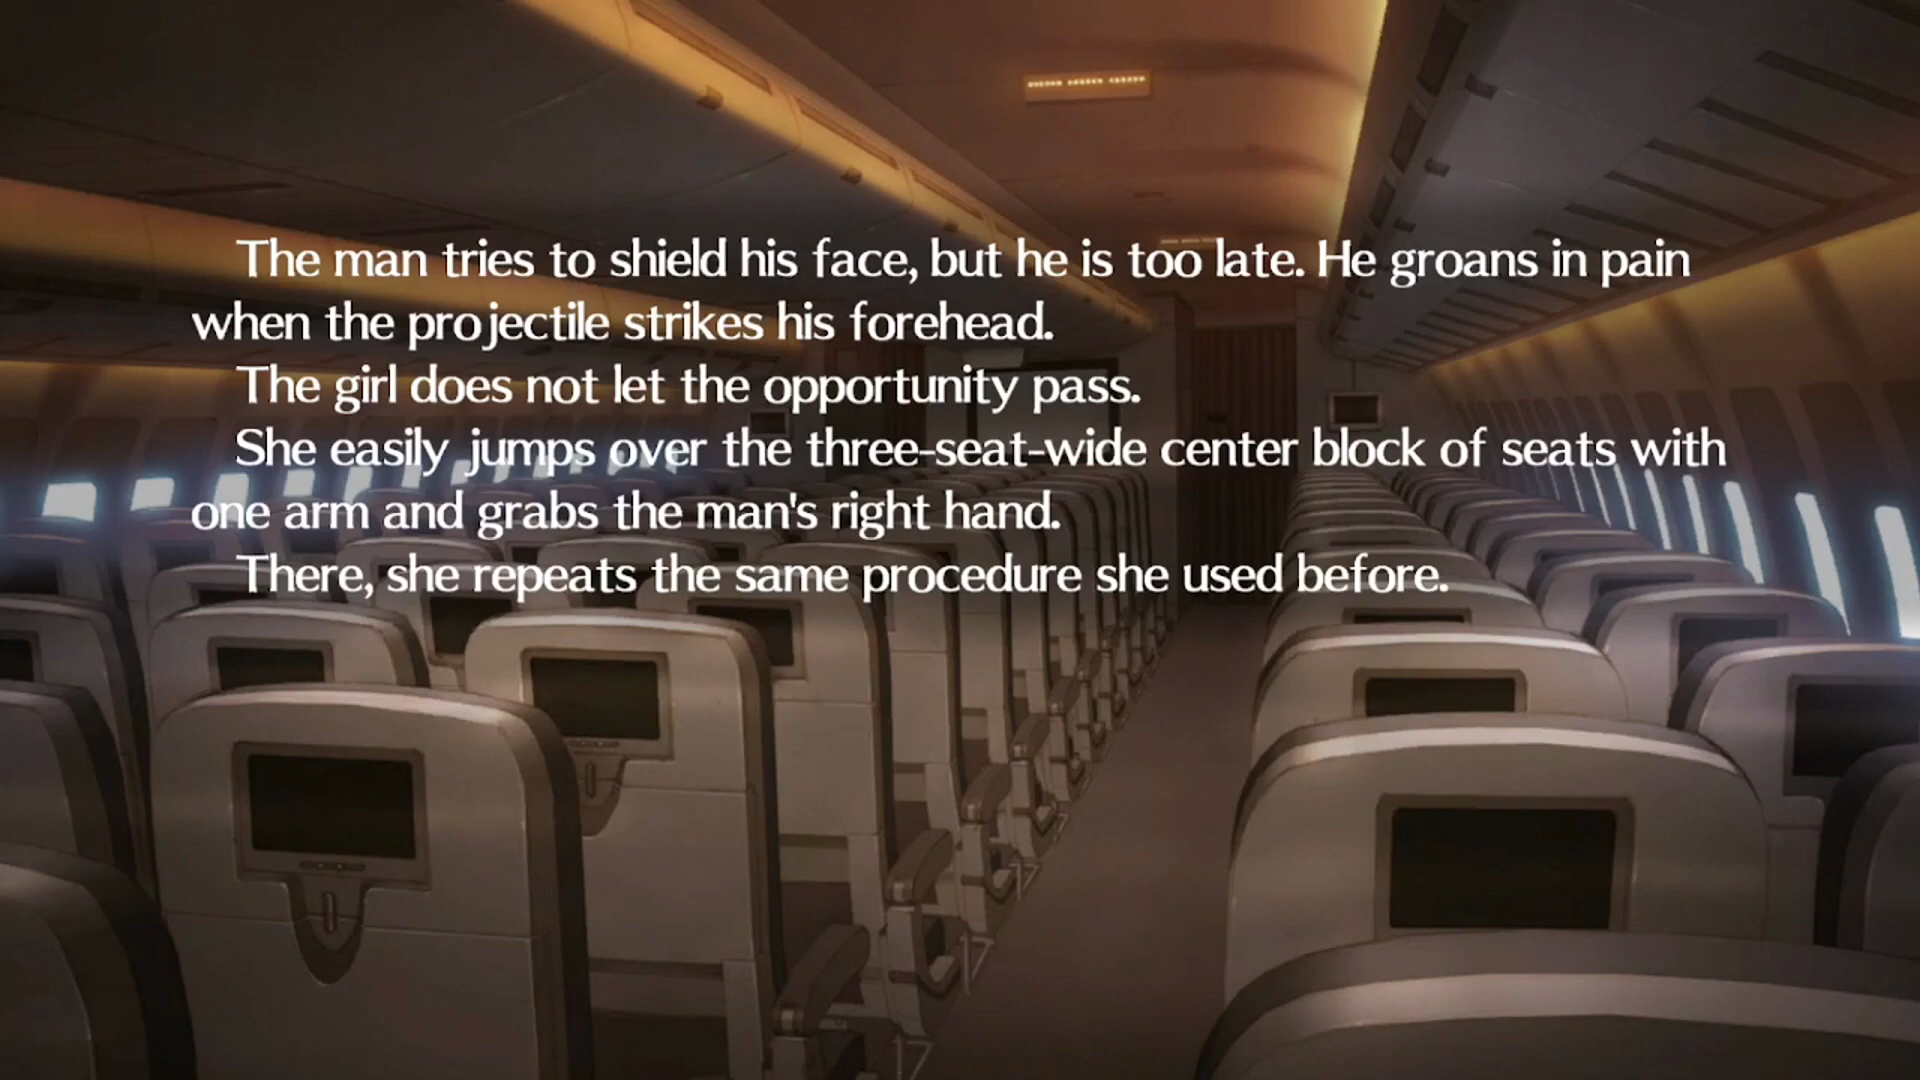 The man tries to shield his face, but he is too late. He groans in pain
when the projectile strikes his forehead.
The girl does not let the opportunity pass.
She easily jumps over the three-seat-wide center block of seats with
one arm and grabs the man's right hand.
There, she repeats the same procedure she used before.